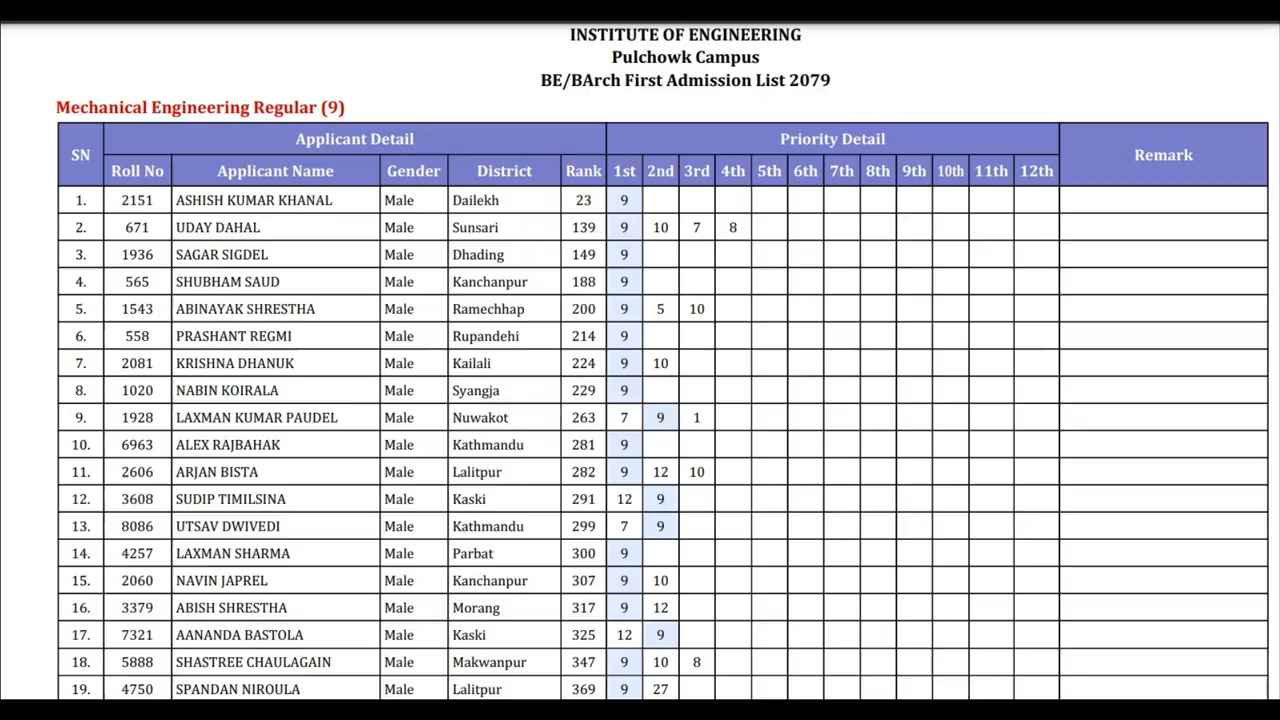 INSTITUTE OF ENGINEERING
Pulchowk Campus
BE/BArch First Admission List 2079
Mechanical Engineering Regular (9)
SN Applicant Detail Priority Detail Remark
Roll No Applicant Name Gender District Rank 1st 2nd 3rd 4th 5th 6th 7th 8th 9th 10th 11th 12th
1. 2151 ASHISH KUMAR KHANAL Male Dailekh 23 9
2. 671 UDAY DAHAL Male Sunsari 139 9 10 7 8
3. 1936 SAGAR SIGDEL Male Dhading 149 9
4. 565 SHUBHAM SAUD Male Kanchanpur 188 9
5. 1543 ABINAYAK SHRESTHA Male Ramechhap 200 9 5 10
6. 558 PRASHANT REGMI Male Rupandehi 214 9
7. 2081 KRISHNA DHANUK Male Kailali 224 9 10
8. 1020 NABIN KOIRALA Male Syangja 229 9
9. 1928 LAXMAN KUMAR PAUDEL Male Nuwakot 263 7 9 1
10. 6963 ALEX RAJBAHAK Male Kathmandu 281 9
11. 2606 ARJAN BISTA Male Lalitpur 282 9 12 10
12. 3608 SUDIP TIMILSINA Male Kaski 291 12 9
13. 8086 UTSAV DWIVEDI Male Kathmandu 299 7 9
14. 4257 LAXMAN SHARMA Male Parbat 300 9
15. 2060 NAVIN JAPREL Male Kanchanpur 307 9 10
16. 3379 ABISH SHRESTHA Male Morang 317 9 12
17. 7321 AANANDA BASTOLA Male Kaski 325 12 9
18. 5888 SHASTREE CHAULAGAIN Male Makwanpur 347 9 10 8
19. 4750 SPANDAN NIROULA Male Lalitpur 369 9 27